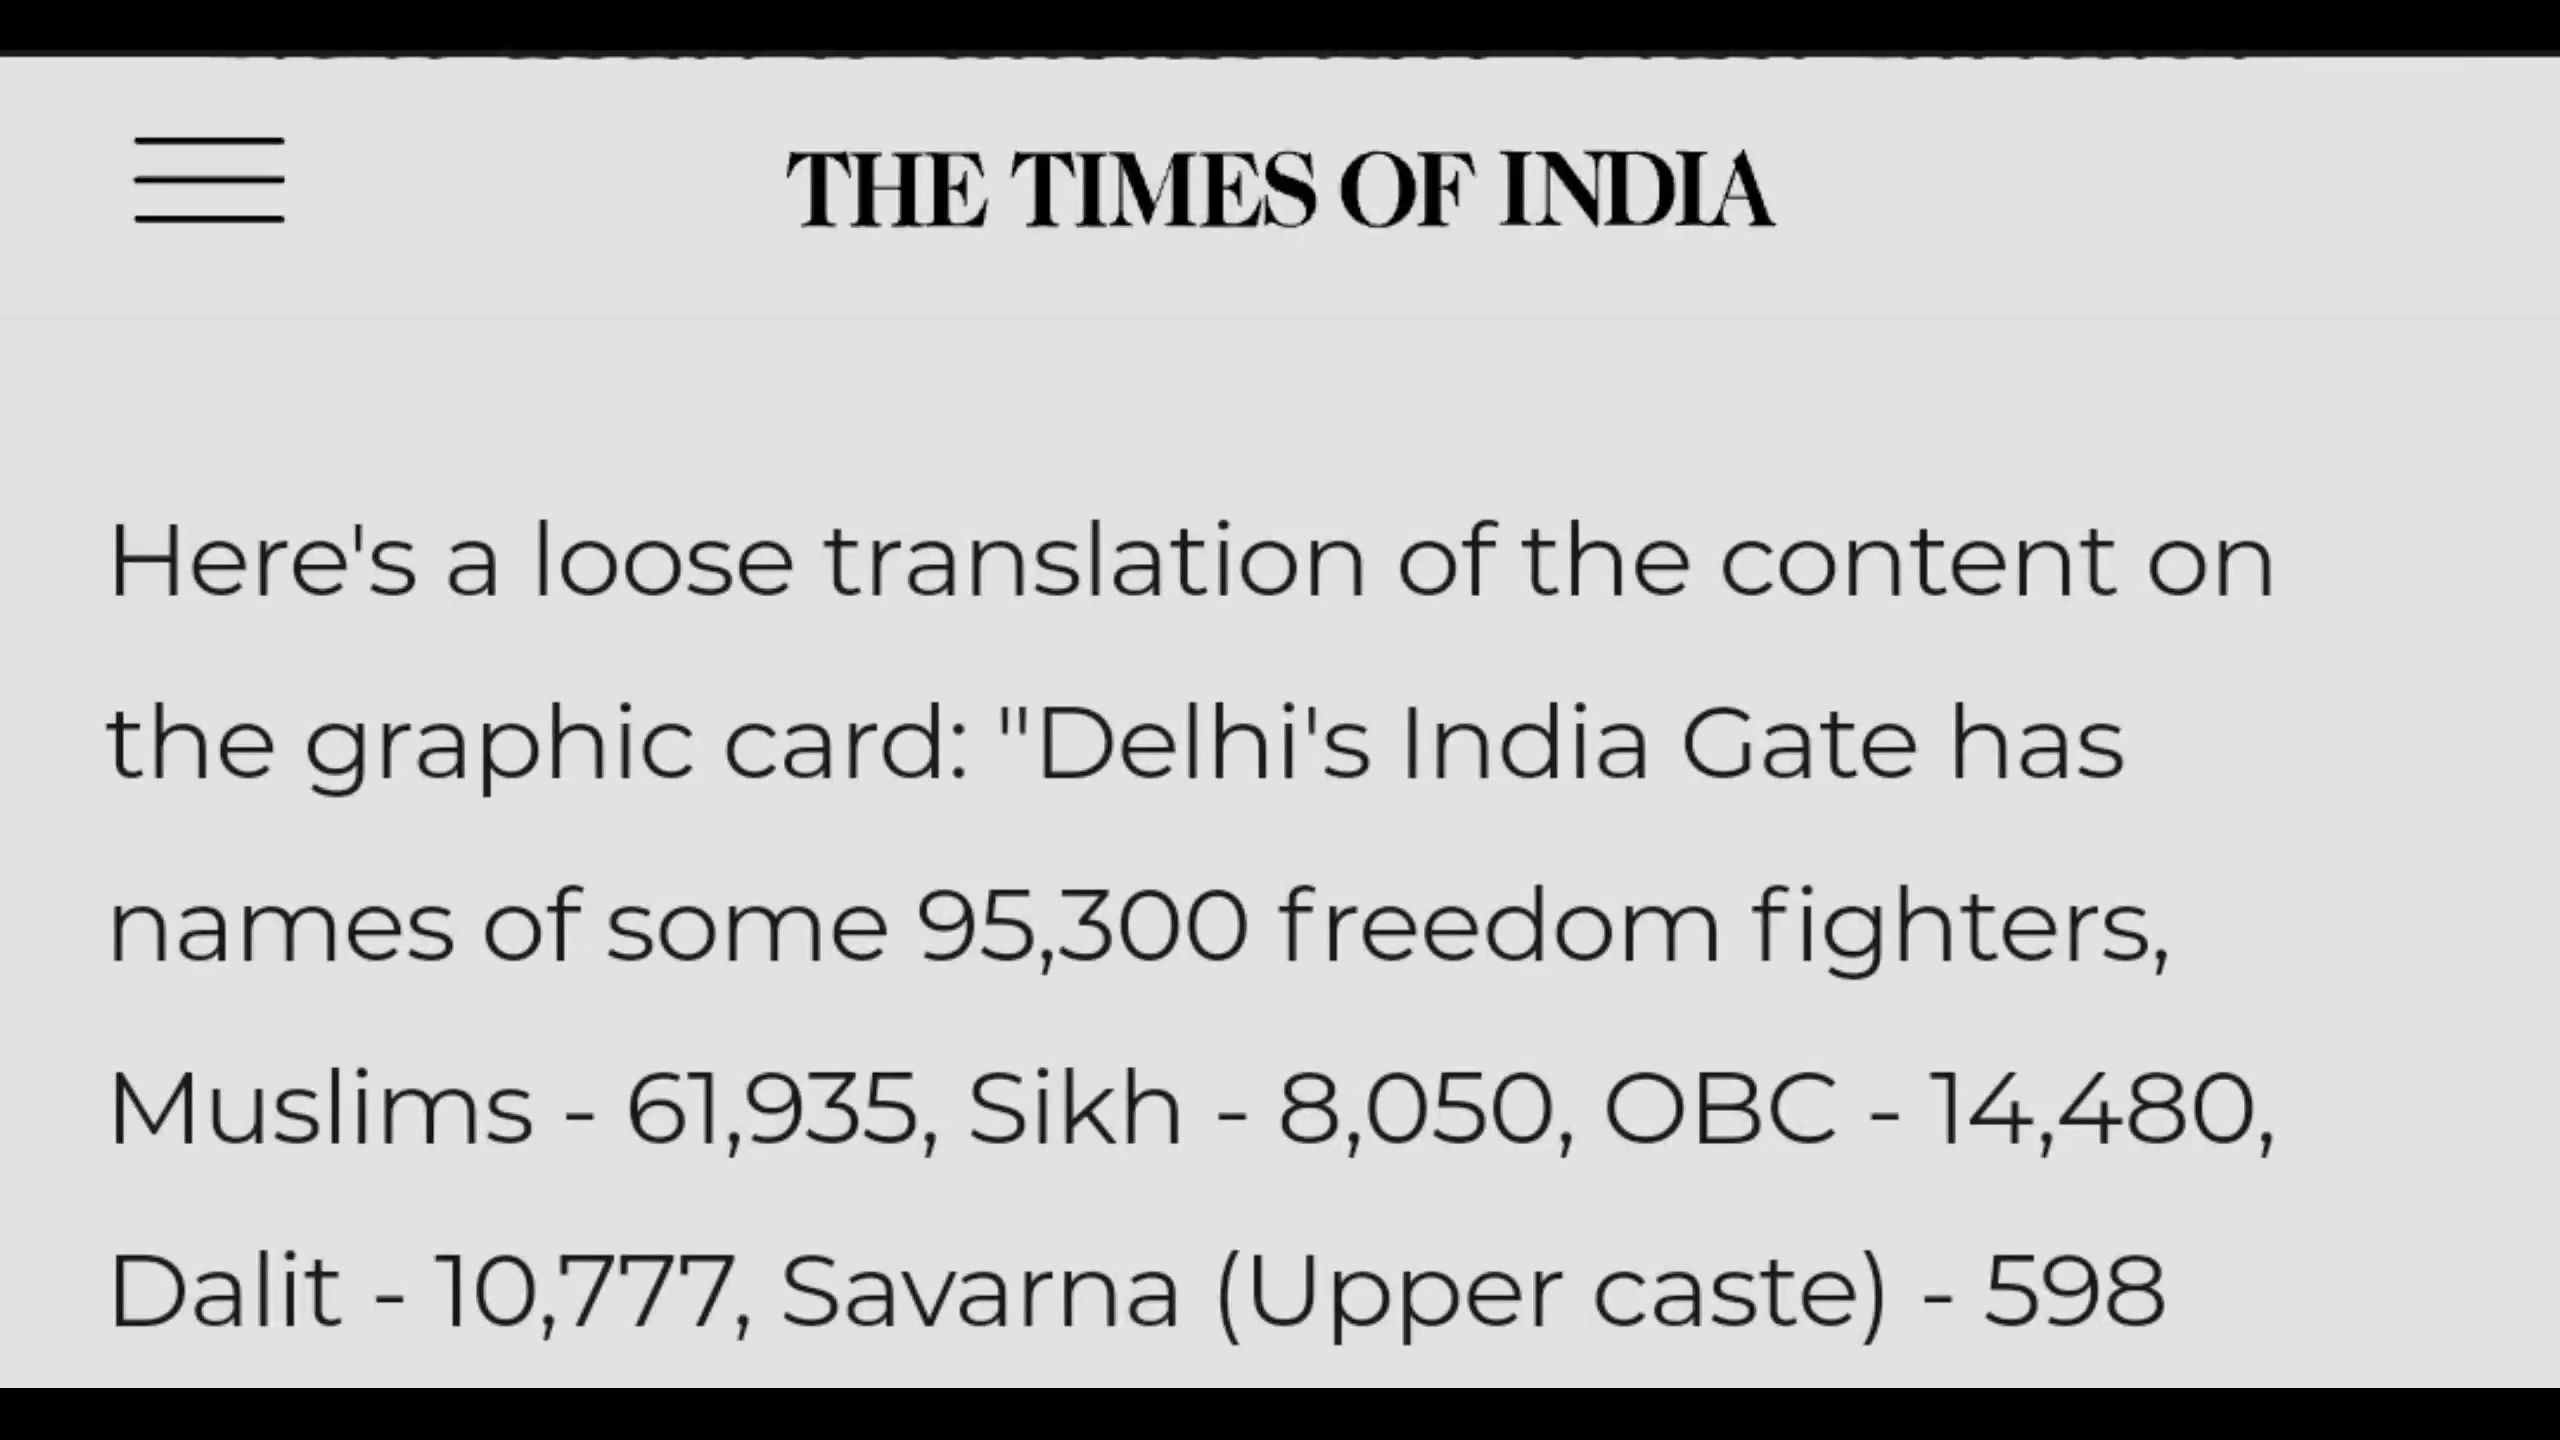 THE TIMES OF INDIA
Here's a loose translation of the content on
the graphic card: "Delhi's India Gate has
names of some 95,300 freedom fighters,
Muslims - 61,935, Sikh - 8,050, OBC - 14,480,
Dalit - 10,777, Savarna (Upper caste) - 598